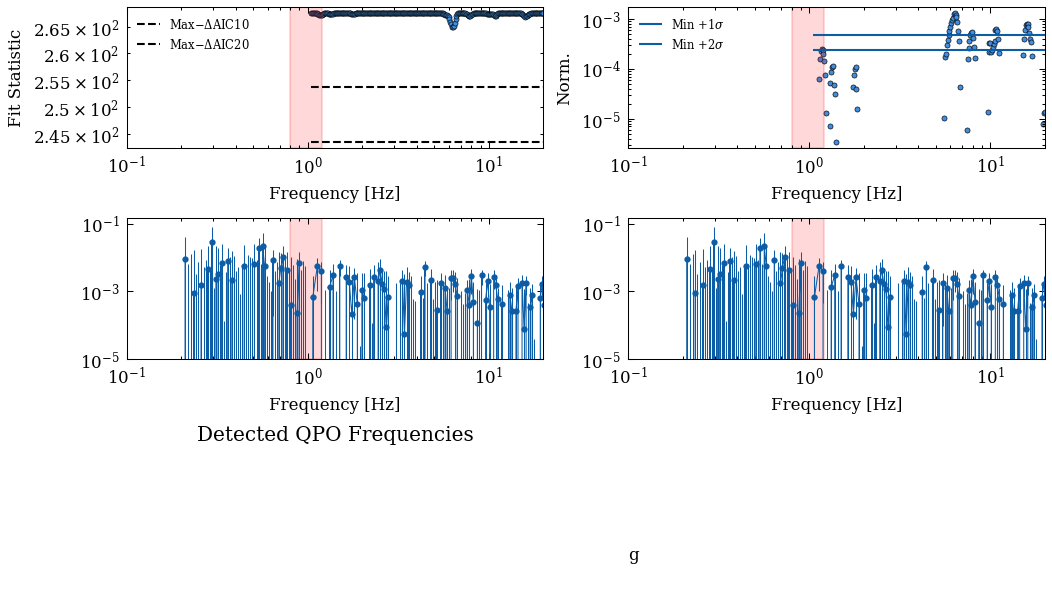 Fit Statistic
2.65 × 10²
2.6 × 10²
2.55 × 10²
2.5 × 10²
2.45 × 10²
Max−ΔAIC10
Max−ΔAIC20
10⁻¹ 10⁰ 10¹
Frequency [Hz]
Norm.
10⁻³
10⁻⁴
10⁻⁵
Min +1σ
Min +2σ
10⁻¹ 10⁰ 10¹
Frequency [Hz]
10⁻¹
10⁻³
10⁻⁵
10⁻¹ 10⁰ 10¹
Frequency [Hz]
10⁻¹
10⁻³
10⁻⁵
10⁻¹ 10⁰ 10¹
Frequency [Hz]
Detected QPO Frequencies
g